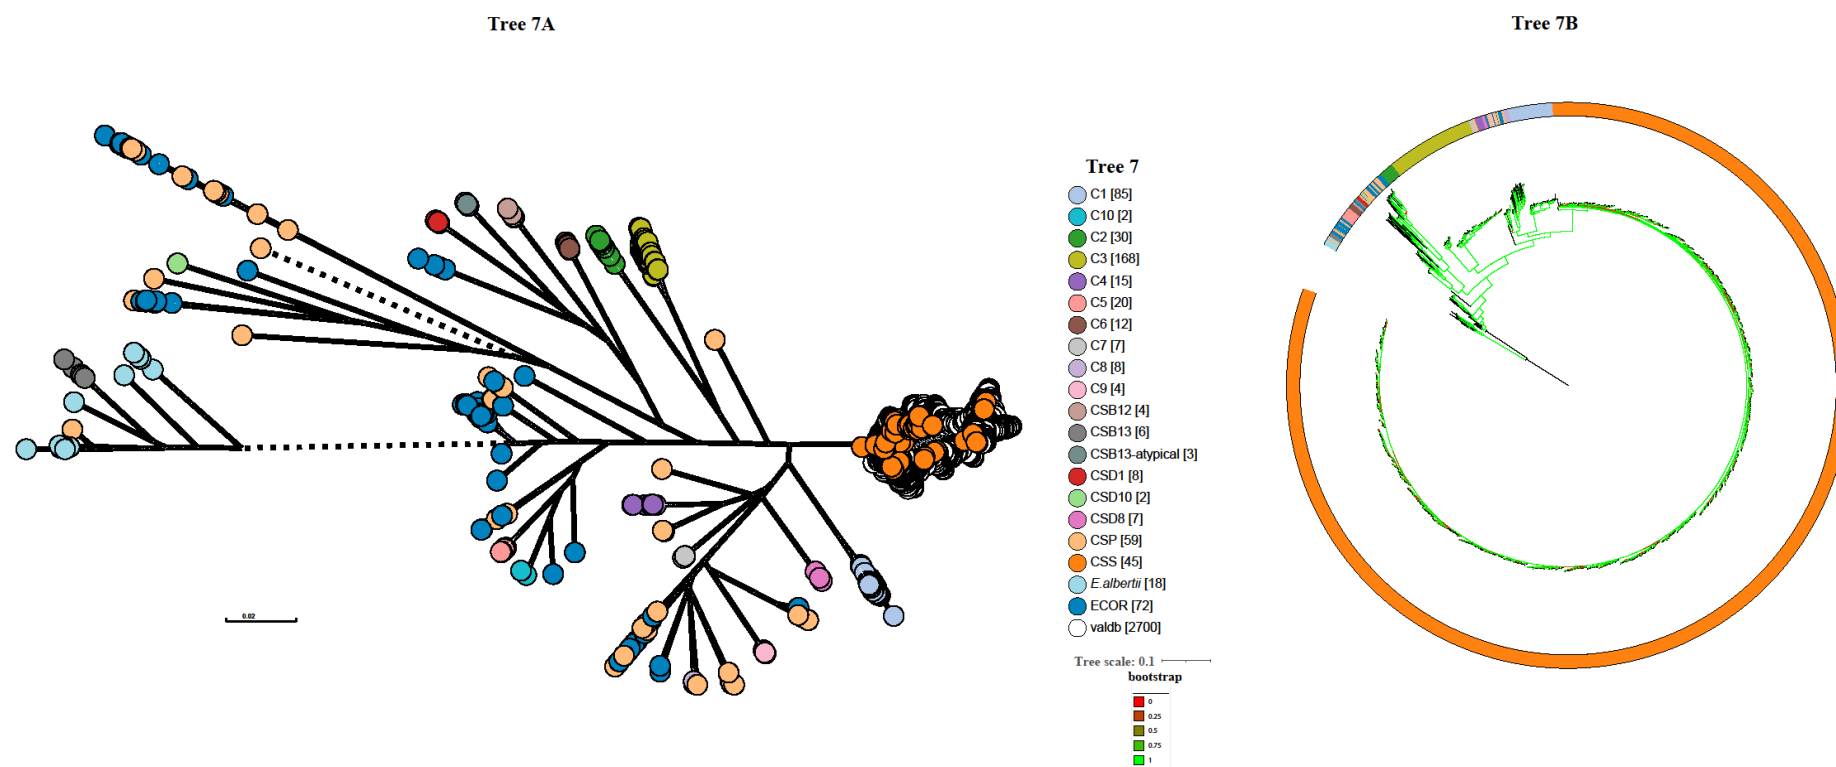 Tree 7A
Tree 7B
Tree 7
C1 [85]
C10 [2]
C2 [30]
C3 [168]
C4 [15]
C5 [20]
C6 [12]
C7 [7]
C8 [8]
C9 [4]
CSB12 [4]
CSB13 [6]
CSB13-atypical [3]
CSD1 [8]
CSD10 [2]
CSD8 [7]
CSP [59]
CSS [45]
E.albertii [18]
ECOR [72]
valdb [2700]
0.02
Tree scale: 0.1
bootstrap
0
0.25
0.5
0.75
1